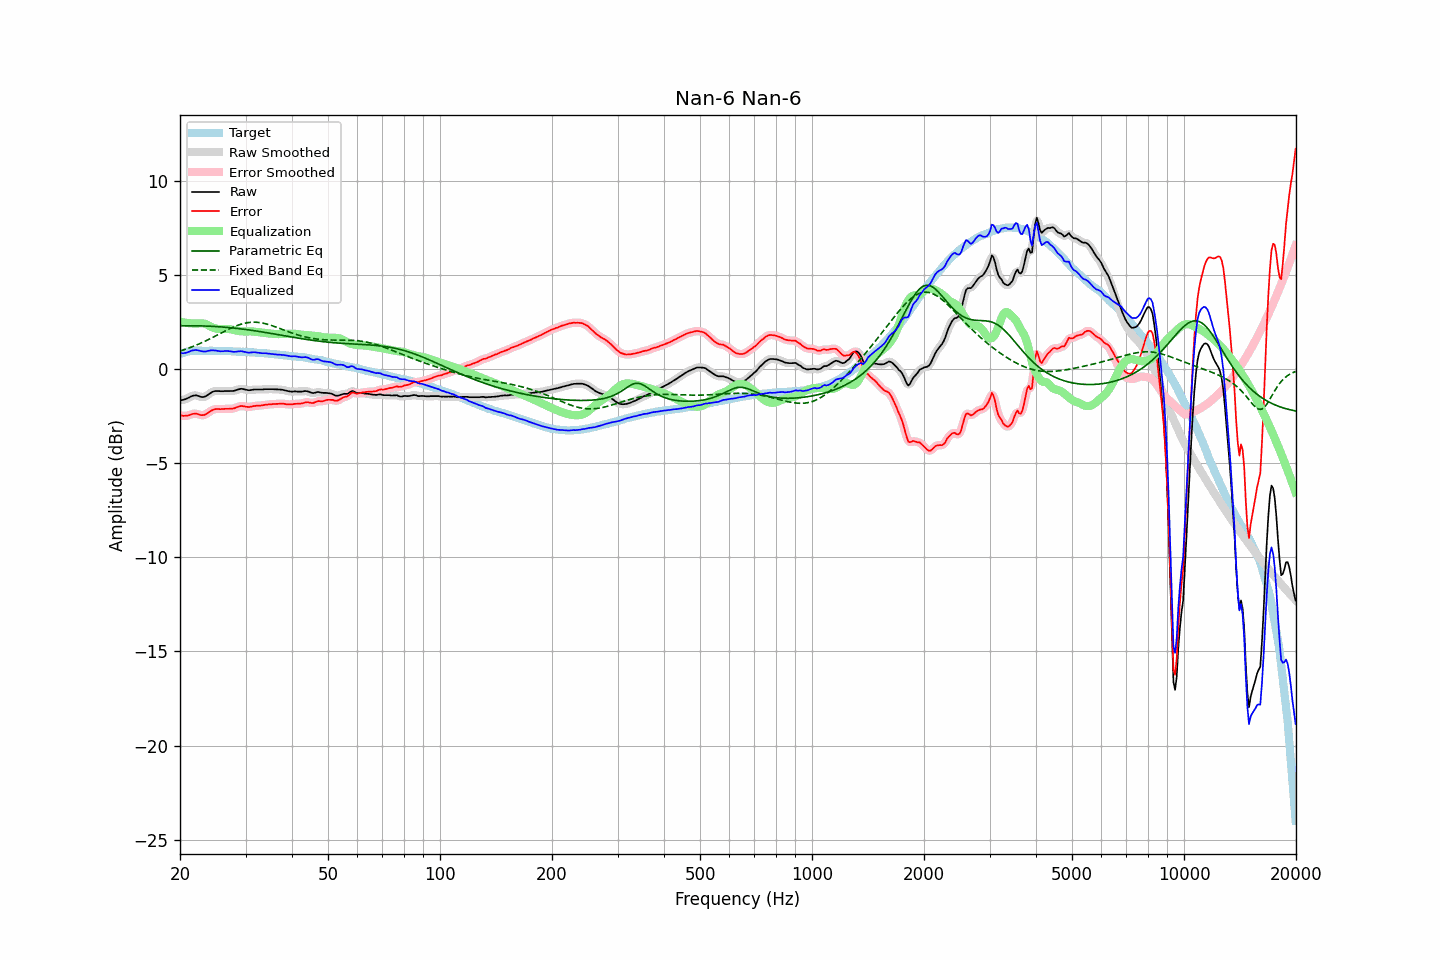 Nan-6 Nan-6
Target
Raw Smoothed
Error Smoothed
Raw
Error
Equalization
Parametric Eq
Fixed Band Eq
Equalized
10
5
0
−5
−10
−15
−20
−25
Amplitude (dBr)
20 50 100 200 500 1000 2000 5000 10000 20000
Frequency (Hz)